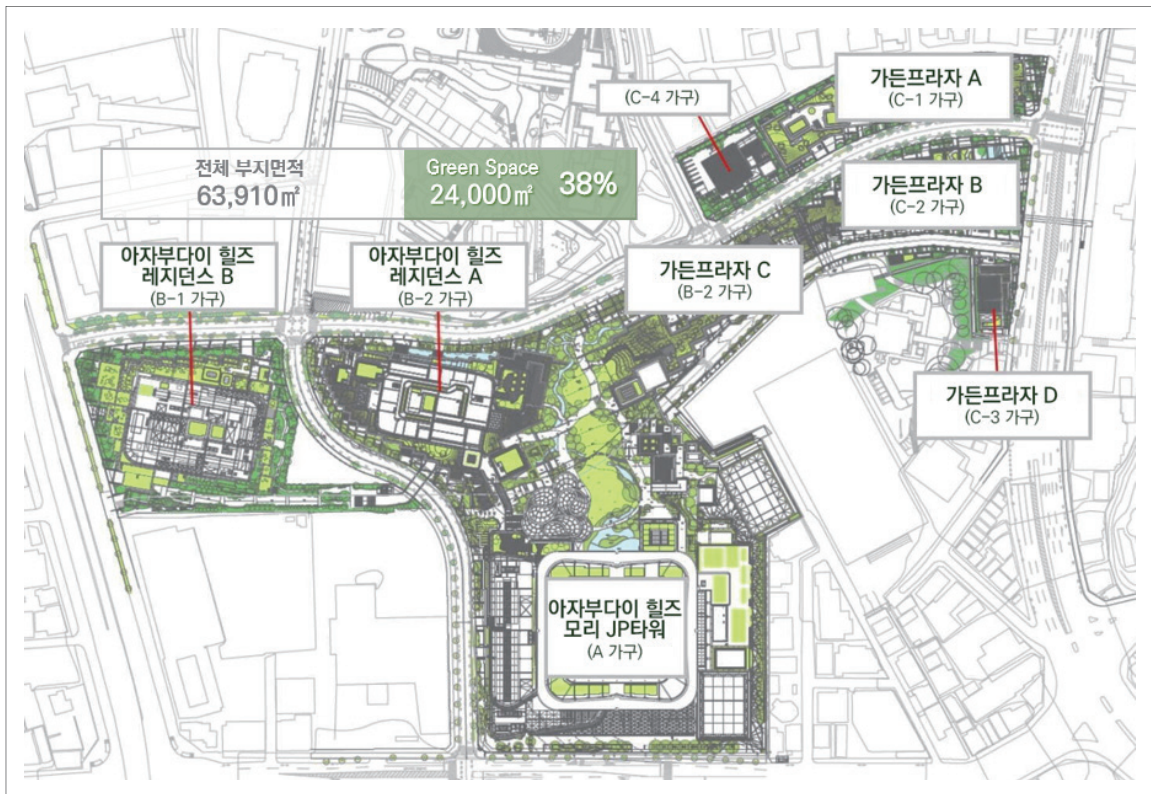 가든프라자 A
(C-1 가구)
(C-4 가구)
전체 부지면적
63,910㎡
Green Space
24,000㎡
38%
가든프라자 B
(C-2 가구)
아자부다이 힐즈
레지던스 B
(B-1 가구)
아자부다이 힐즈
레지던스 A
(B-2 가구)
가든프라자 C
(B-2 가구)
가든프라자 D
(C-3 가구)
아자부다이 힐즈
모리 JP타워
(A 가구)